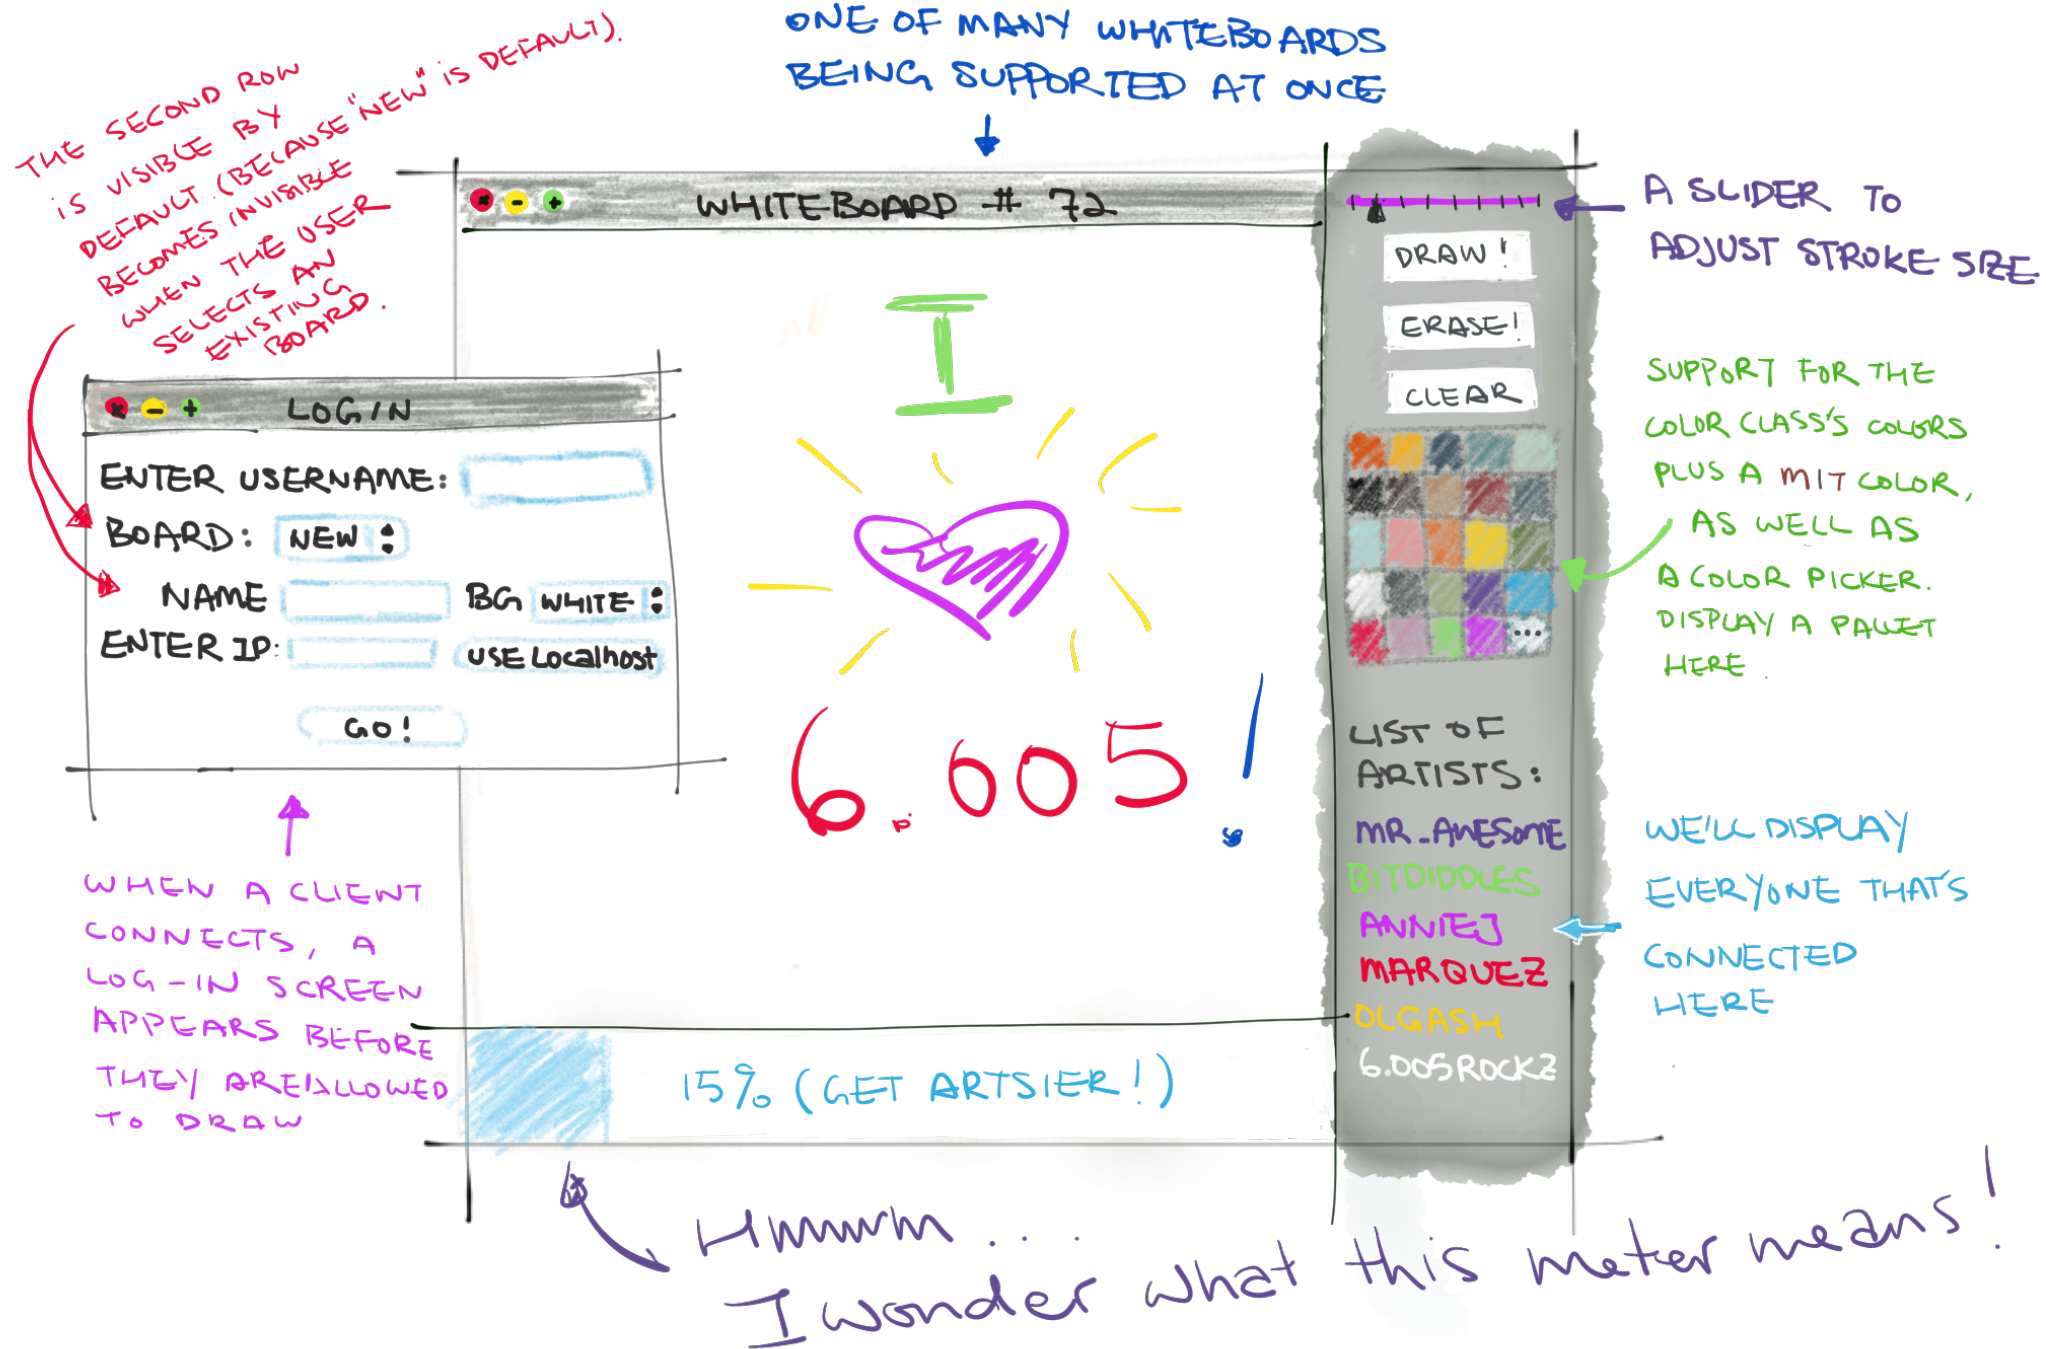 ONE OF MANY WHITEBOARDS
BEING SUPPORTED AT ONCE
THE SECOND ROW
IS VISIBLE BY
DEFAULT. (BECAUSE "NEW" IS DEFAULT).
BECOMES INVISIBLE
WHEN THE USER
SELECTS AN
EXISTING
BOARD.
WHITEBOARD # 72
A SLIDER TO
ADJUST STROKE SIZE
DRAW!
ERASE!
CLEAR
I
6.005!
SUPPORT FOR THE
COLOR CLASS'S COLORS
PLUS A MIT COLOR,
AS WELL AS
A COLOR PICKER.
DISPLAY A PALLET
HERE.
...
LOGIN
ENTER USERNAME:
BOARD: NEW
NAME BG WHITE
ENTER IP: USE Localhost
GO!
LIST OF
ARTISTS:
MR_AWESOME
BITDIDDLES
ANNIEJ
MARQUEZ
OLGASH
6.005ROCKZ
WE'LL DISPLAY
EVERYONE THAT'S
CONNECTED
HERE
WHEN A CLIENT
CONNECTS, A
LOG-IN SCREEN
APPEARS BEFORE
THEY ARE ALLOWED
TO DRAW
15% (GET ARTSIER!)
Hmmm...
I wonder what this meter means!